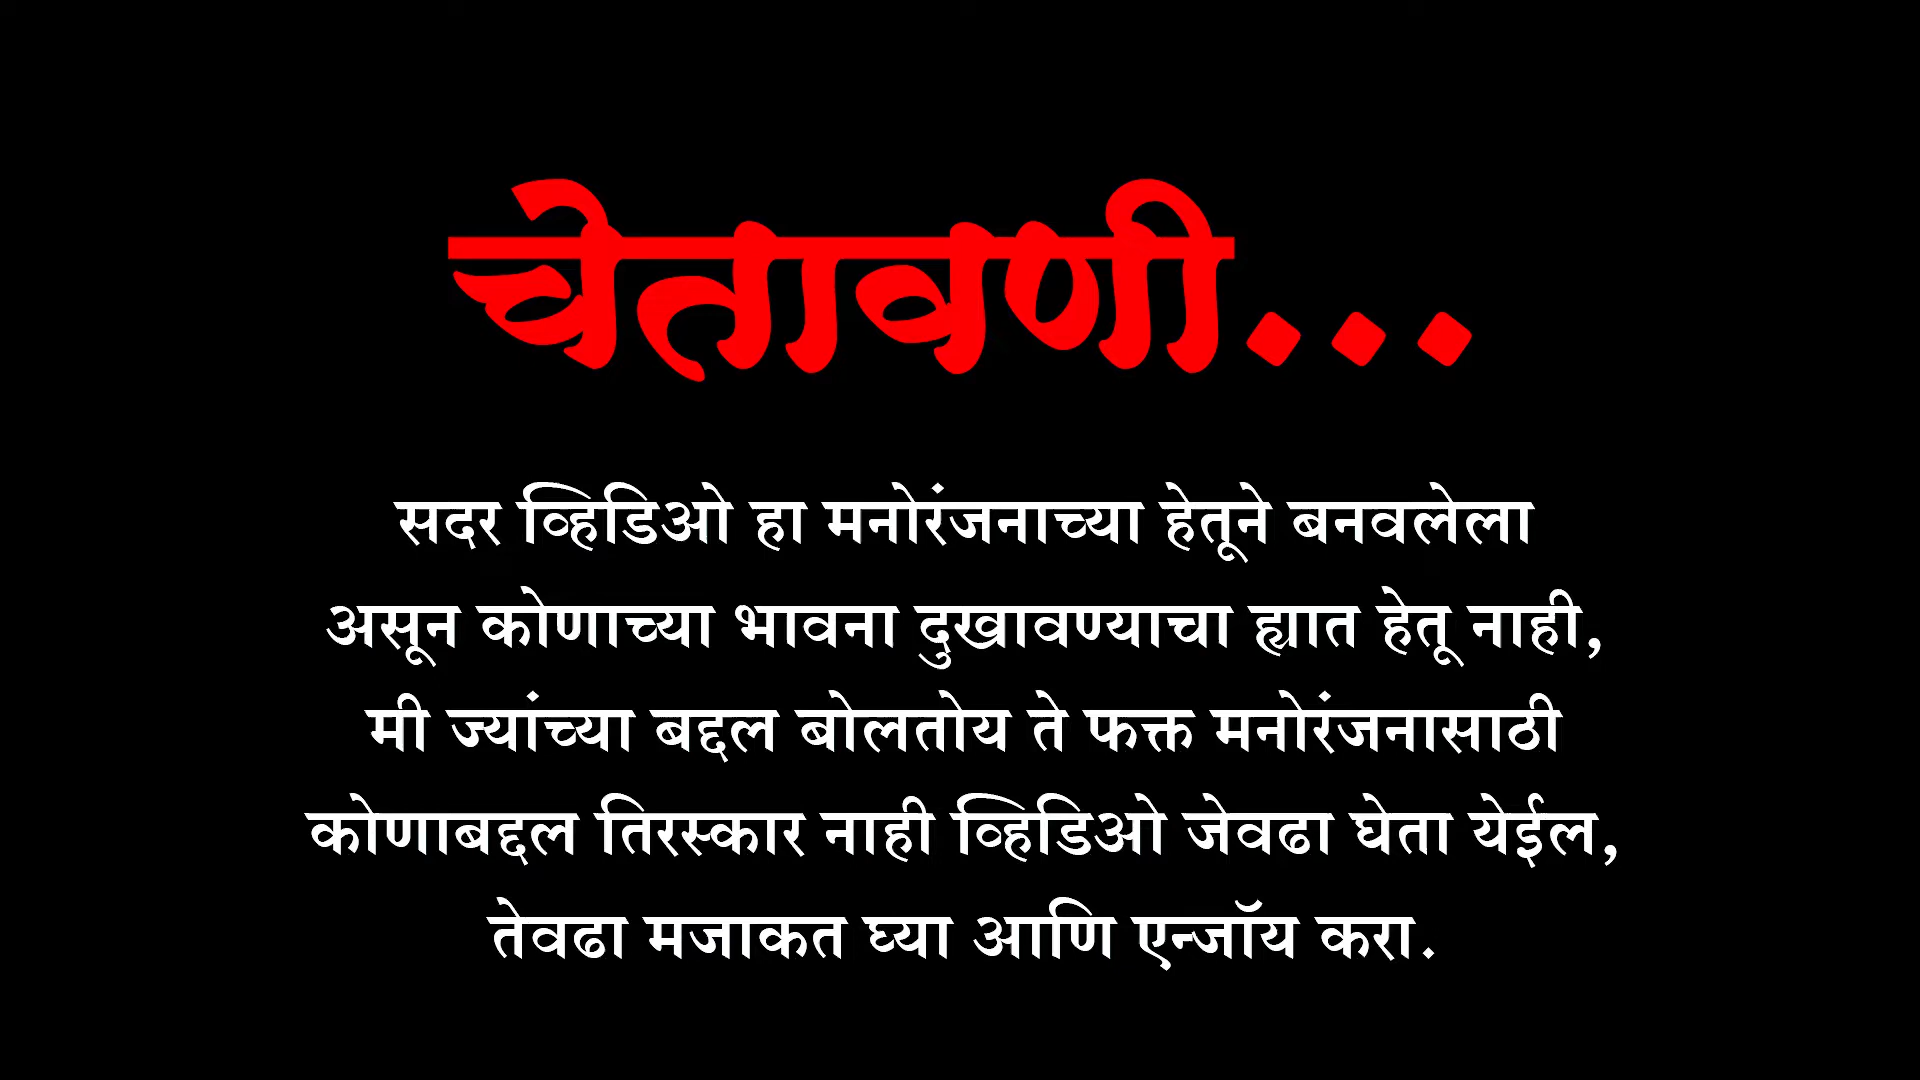 चेतावणी...
सदर व्हिडिओ हा मनोरंजनाच्या हेतूने बनवलेला
असून कोणाच्या भावना दुखावण्याचा ह्यात हेतू नाही,
मी ज्यांच्या बद्दल बोलतोय ते फक्त मनोरंजनासाठी
कोणाबद्दल तिरस्कार नाही व्हिडिओ जेवढा घेता येईल,
तेवढा मजाकत घ्या आणि एन्जॉय करा.